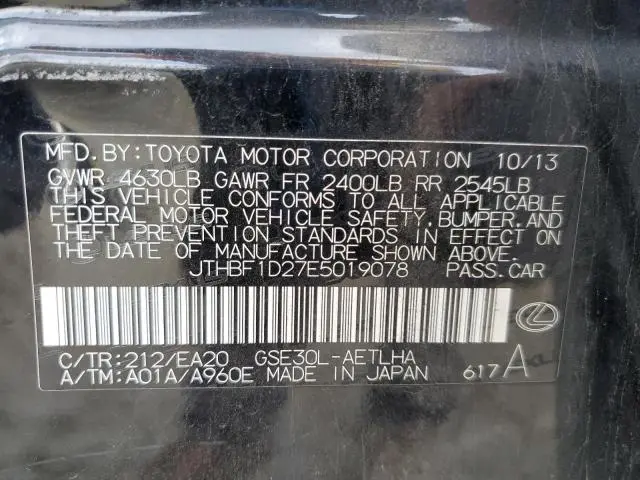 MFD. BY: TOYOTA MOTOR CORPORATION 10/13
GVWR 4630LB GAWR FR 2400LB RR 2545LB
THIS VEHICLE CONFORMS TO ALL APPLICABLE
FEDERAL MOTOR VEHICLE SAFETY, BUMPER, AND
THEFT PREVENTION STANDARDS IN EFFECT ON
THE DATE OF MANUFACTURE SHOWN ABOVE.
JTHBF1D27E5019078 PASS.CAR
C/TR:212/EA20 GSE30L-AETLHA
A/TM:A01A/A960E MADE IN JAPAN 617A